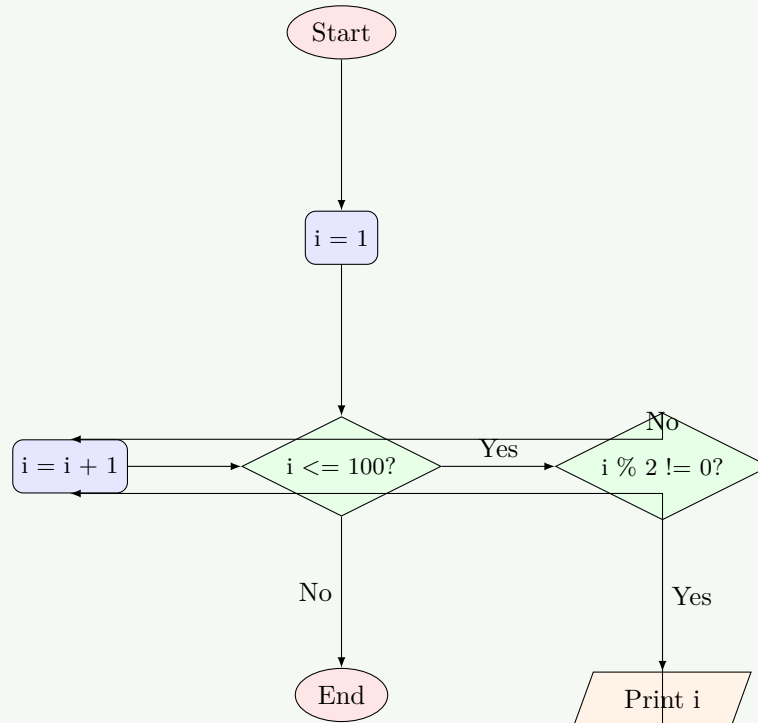 Start
i = 1
No
i = i + 1
i <= 100?
Yes
i % 2 != 0?
No
Yes
End
Print i